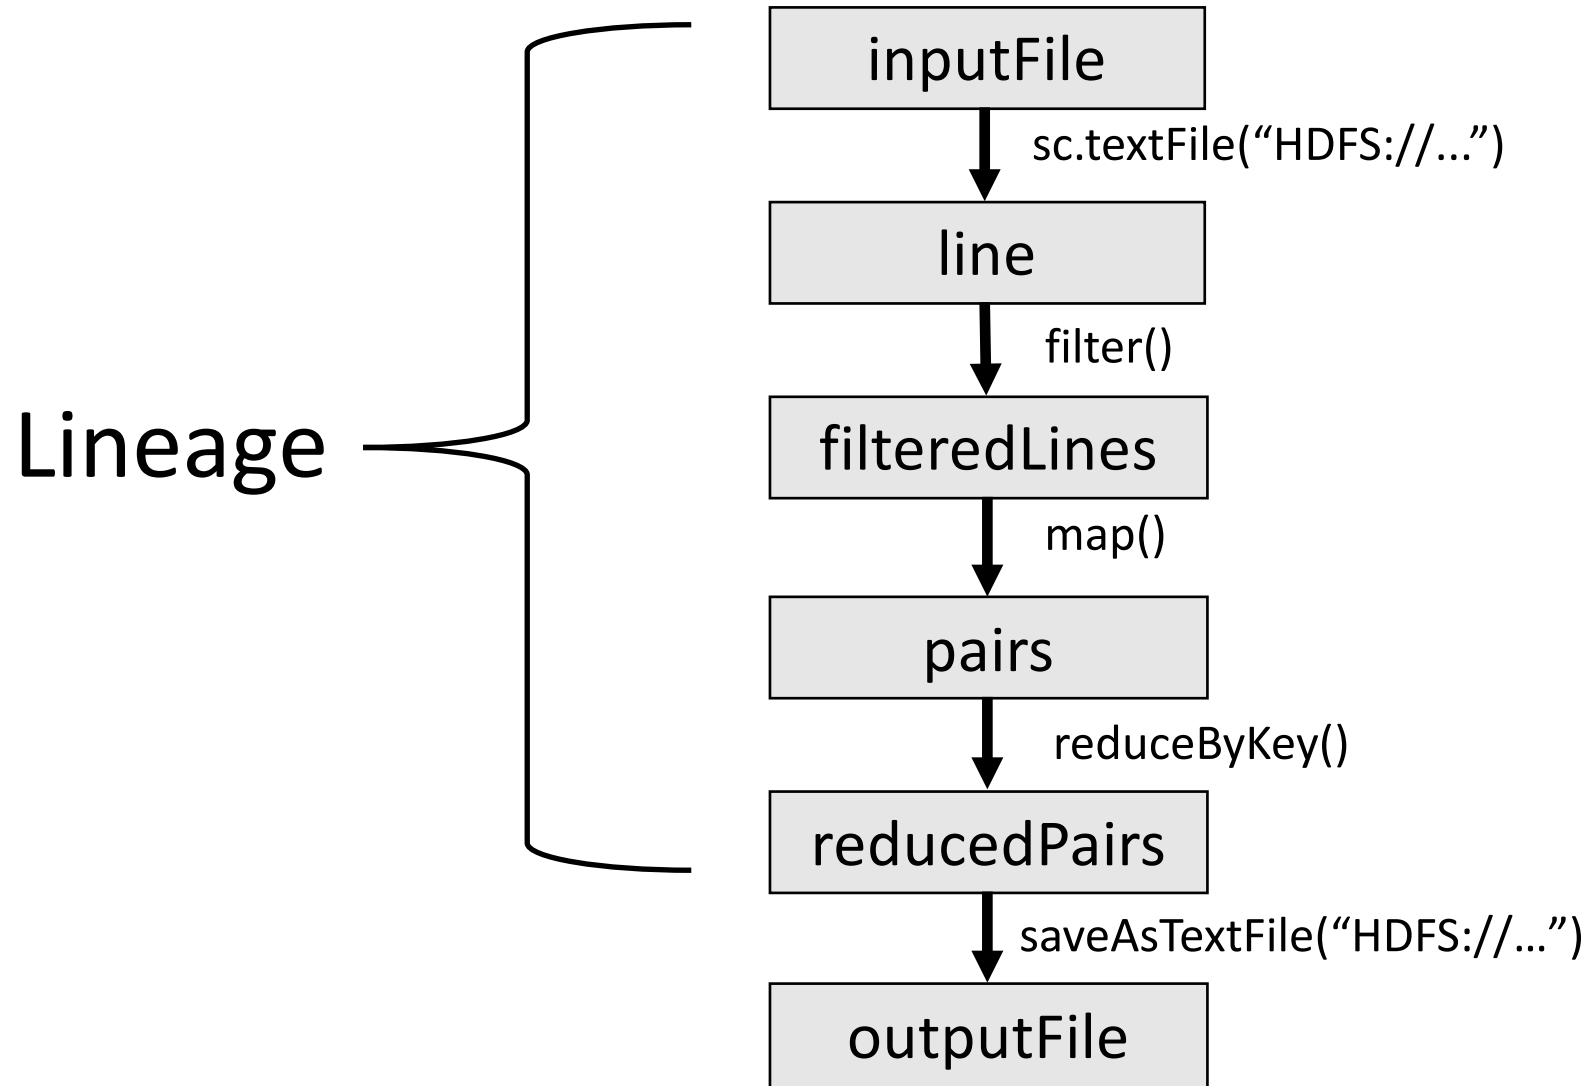 inputFile
sc.textFile(“HDFS://...”)
line
filter()
Lineage
filteredLines
map()
pairs
reduceByKey()
reducedPairs
saveAsTextFile(“HDFS://...”)
outputFile